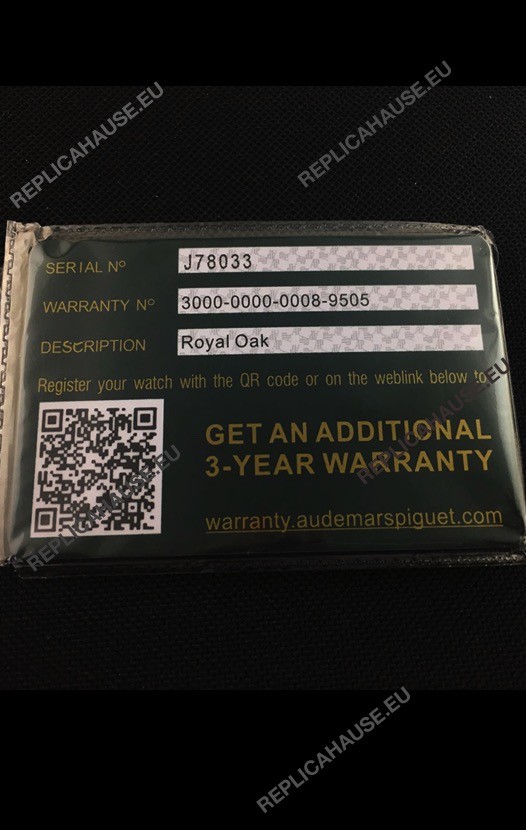 REPLICAHAUSE.EU
REPLICAHAUSE.EU
SERIAL Nº
J78033
WARRANTY Nº
3000-0000-0008-9505
DESCRIPTION
Royal Oak
Register your watch with the QR code or on the weblink below to
GET AN ADDITIONAL
3-YEAR WARRANTY
warranty.audemarspiguet.com
REPLICAHAUSE.EU
REPLICAHAUSE.EU
REPLICAHAUSE.EU